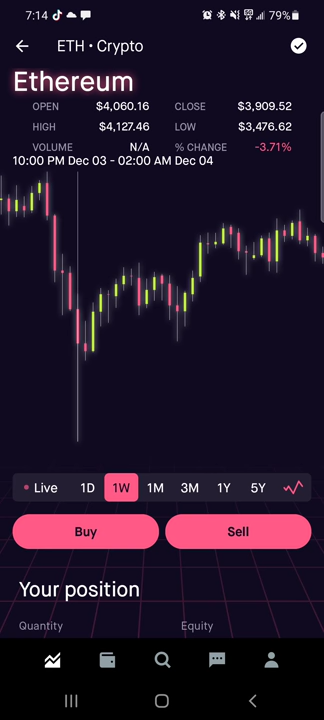 7:14 79%
ETH • Crypto
Ethereum
OPEN $4,060.16 CLOSE $3,909.52
HIGH $4,127.46 LOW $3,476.62
VOLUME N/A % CHANGE -3.71%
10:00 PM Dec 03 - 02:00 AM Dec 04
Live 1D 1W 1M 3M 1Y 5Y
Buy Sell
Your position
Quantity Equity